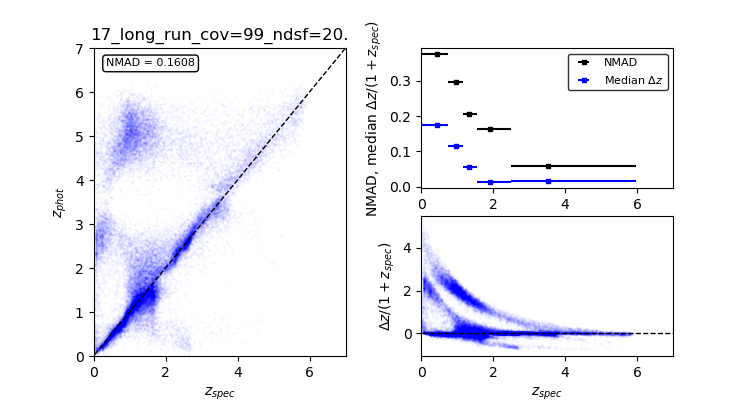 17_long_run_cov=99_ndsf=20.
NMAD = 0.1608
7
6
5
4
3
2
1
0
z_phot
0 2 4 6
z_spec
NMAD, median Δz/(1 + z_spec)
0.3
0.2
0.1
0.0
NMAD
Median Δz
0 2 4 6
Δz/(1 + z_spec)
4
2
0
0 2 4 6
z_spec